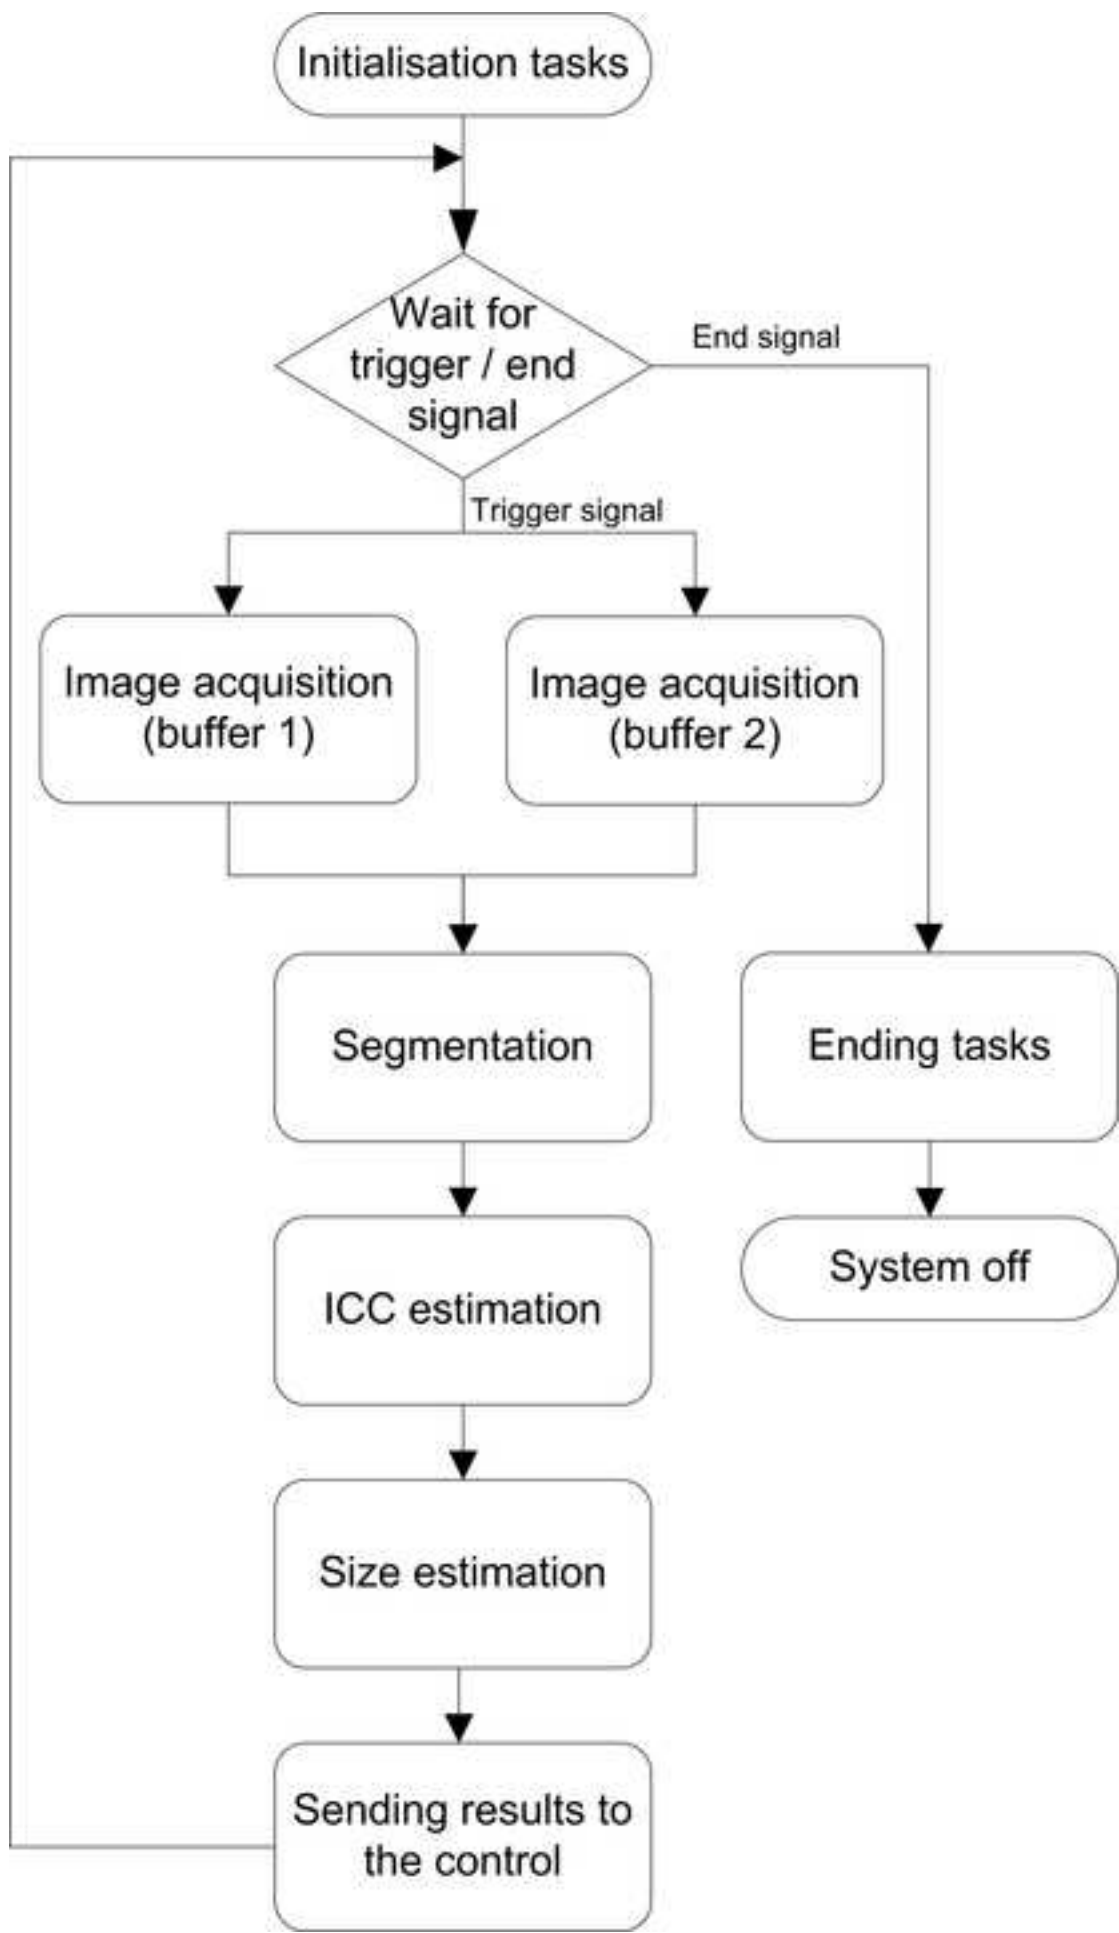 Initialisation tasks
Wait for
trigger / end
signal
End signal
Trigger signal
Image acquisition
(buffer 1)
Image acquisition
(buffer 2)
Segmentation
Ending tasks
ICC estimation
System off
Size estimation
Sending results to
the control